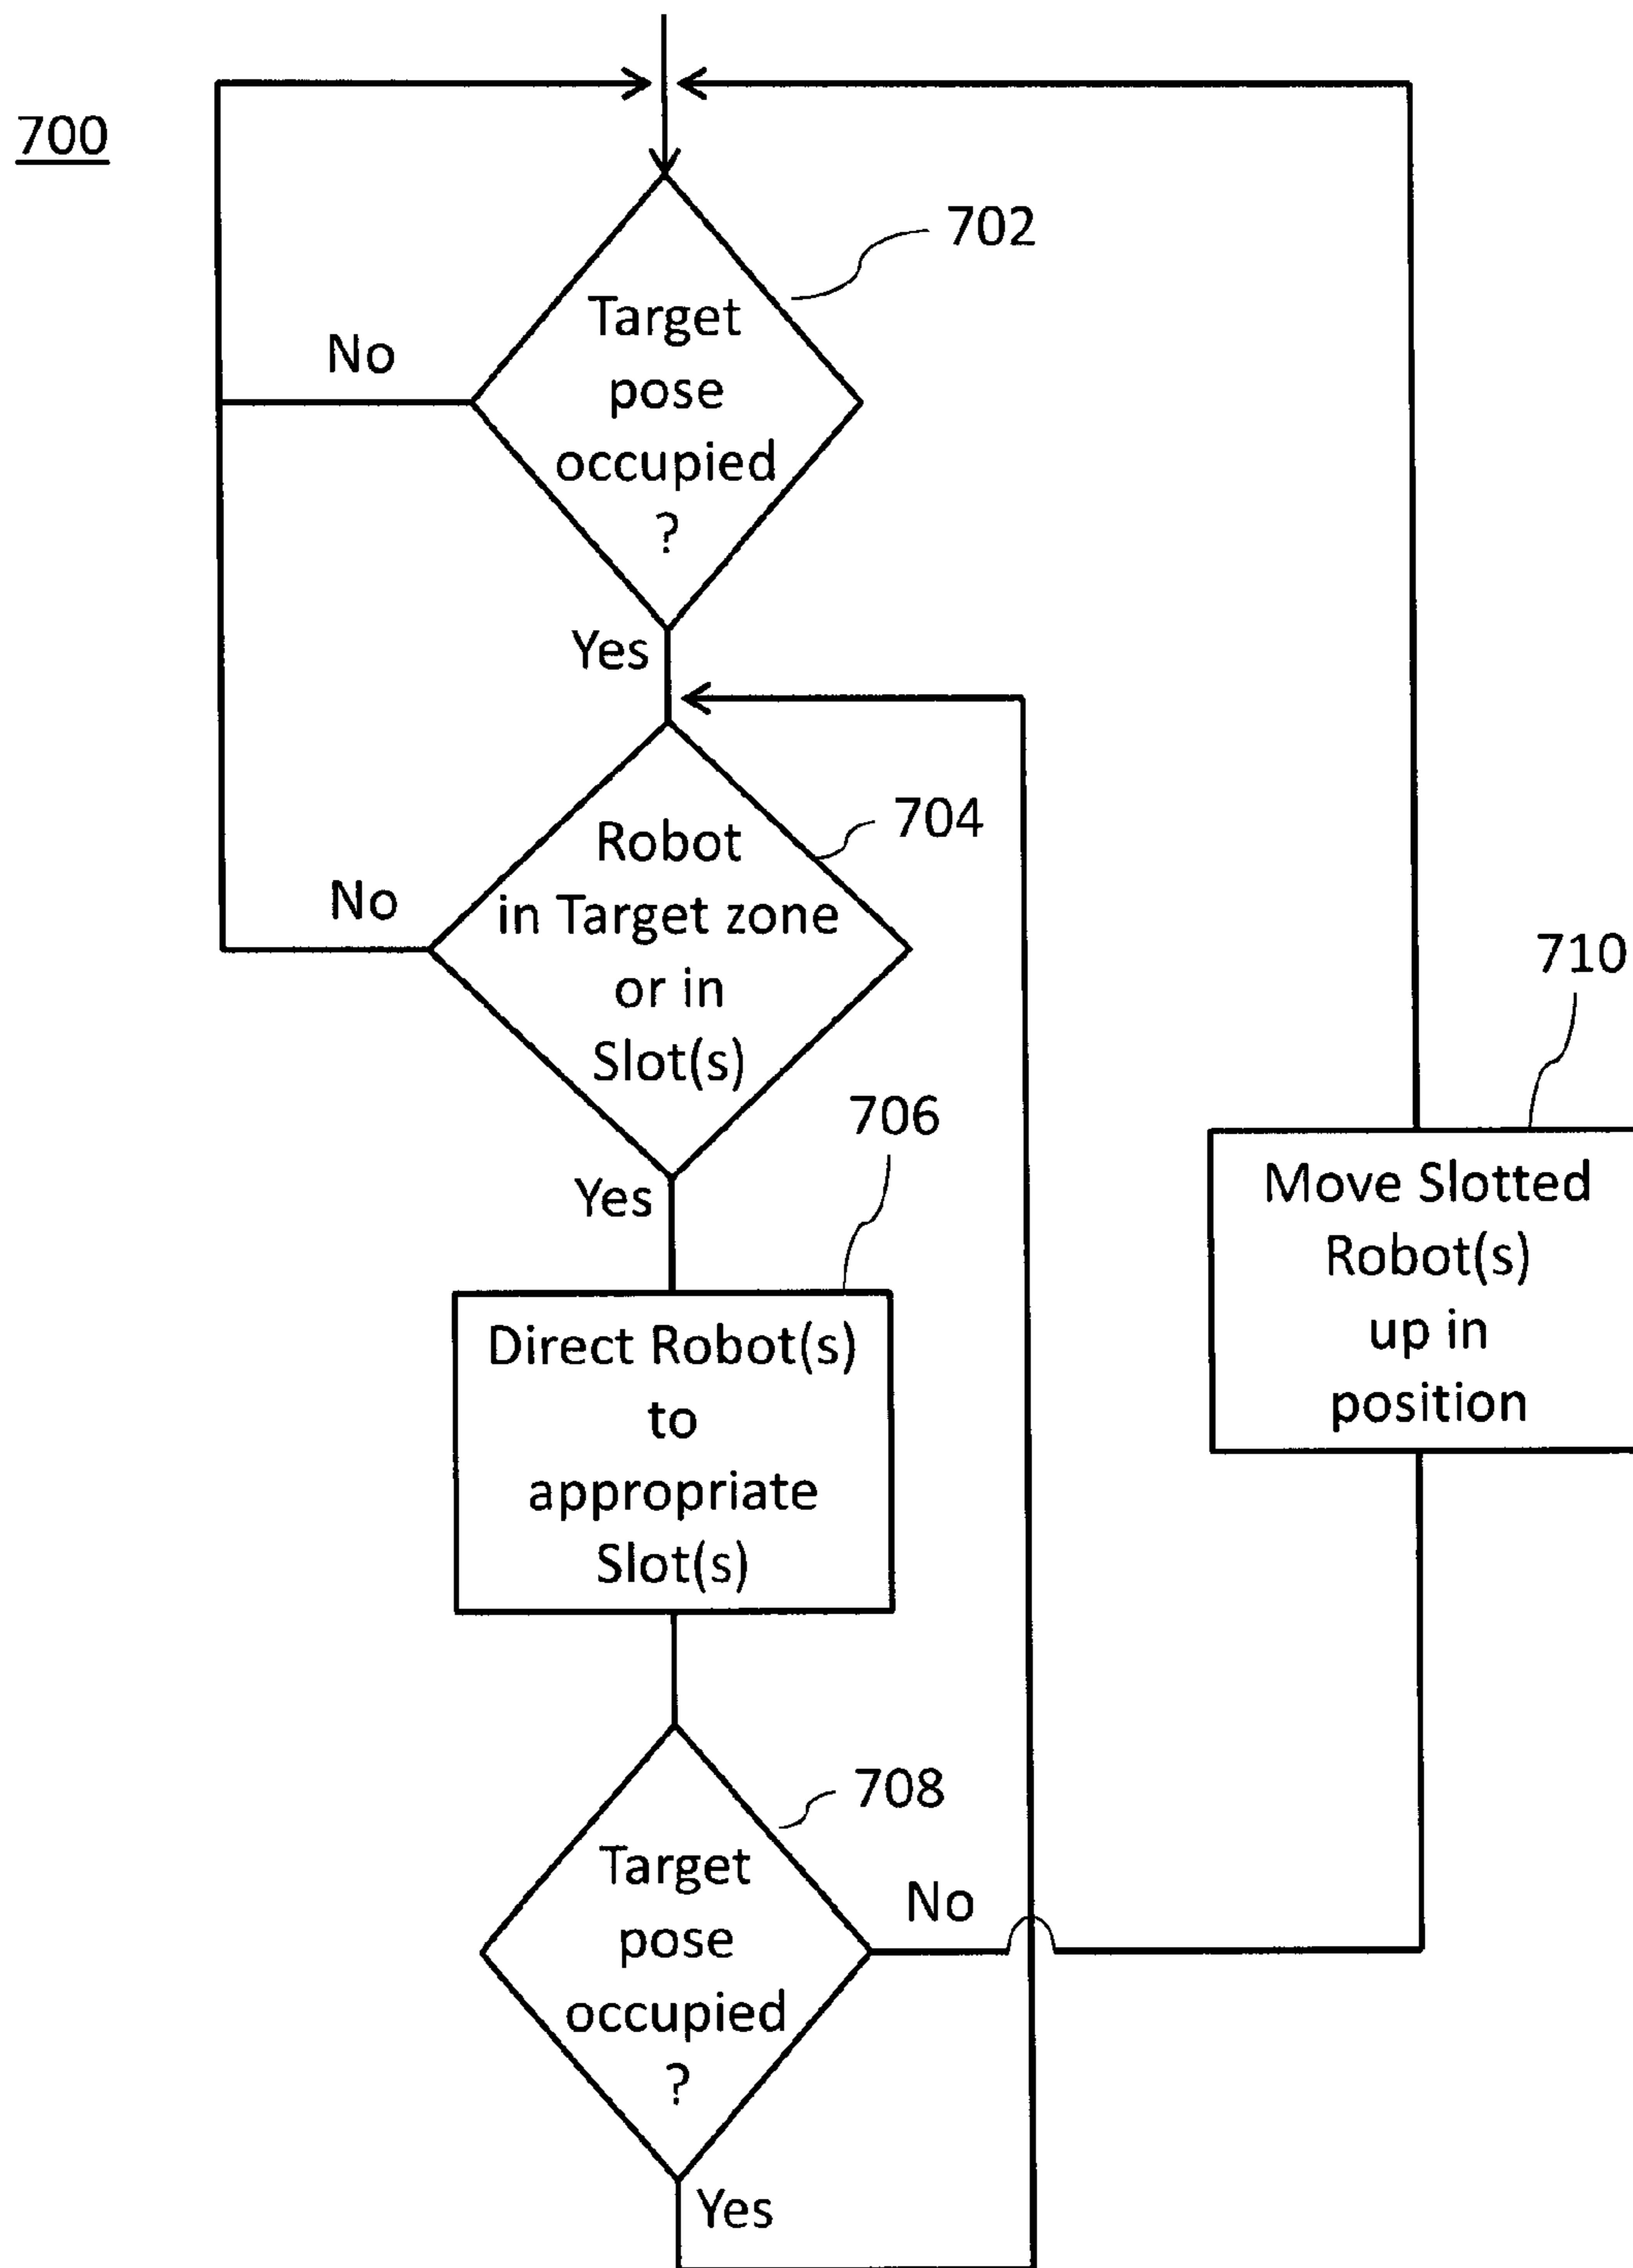 700
702
Target
pose
occupied
?
No
Yes
704
Robot
in Target zone
or in
Slot(s)
No
Yes
706
Direct Robot(s)
to
appropriate
Slot(s)
710
Move Slotted
Robot(s)
up in
position
708
Target
pose
occupied
?
No
Yes